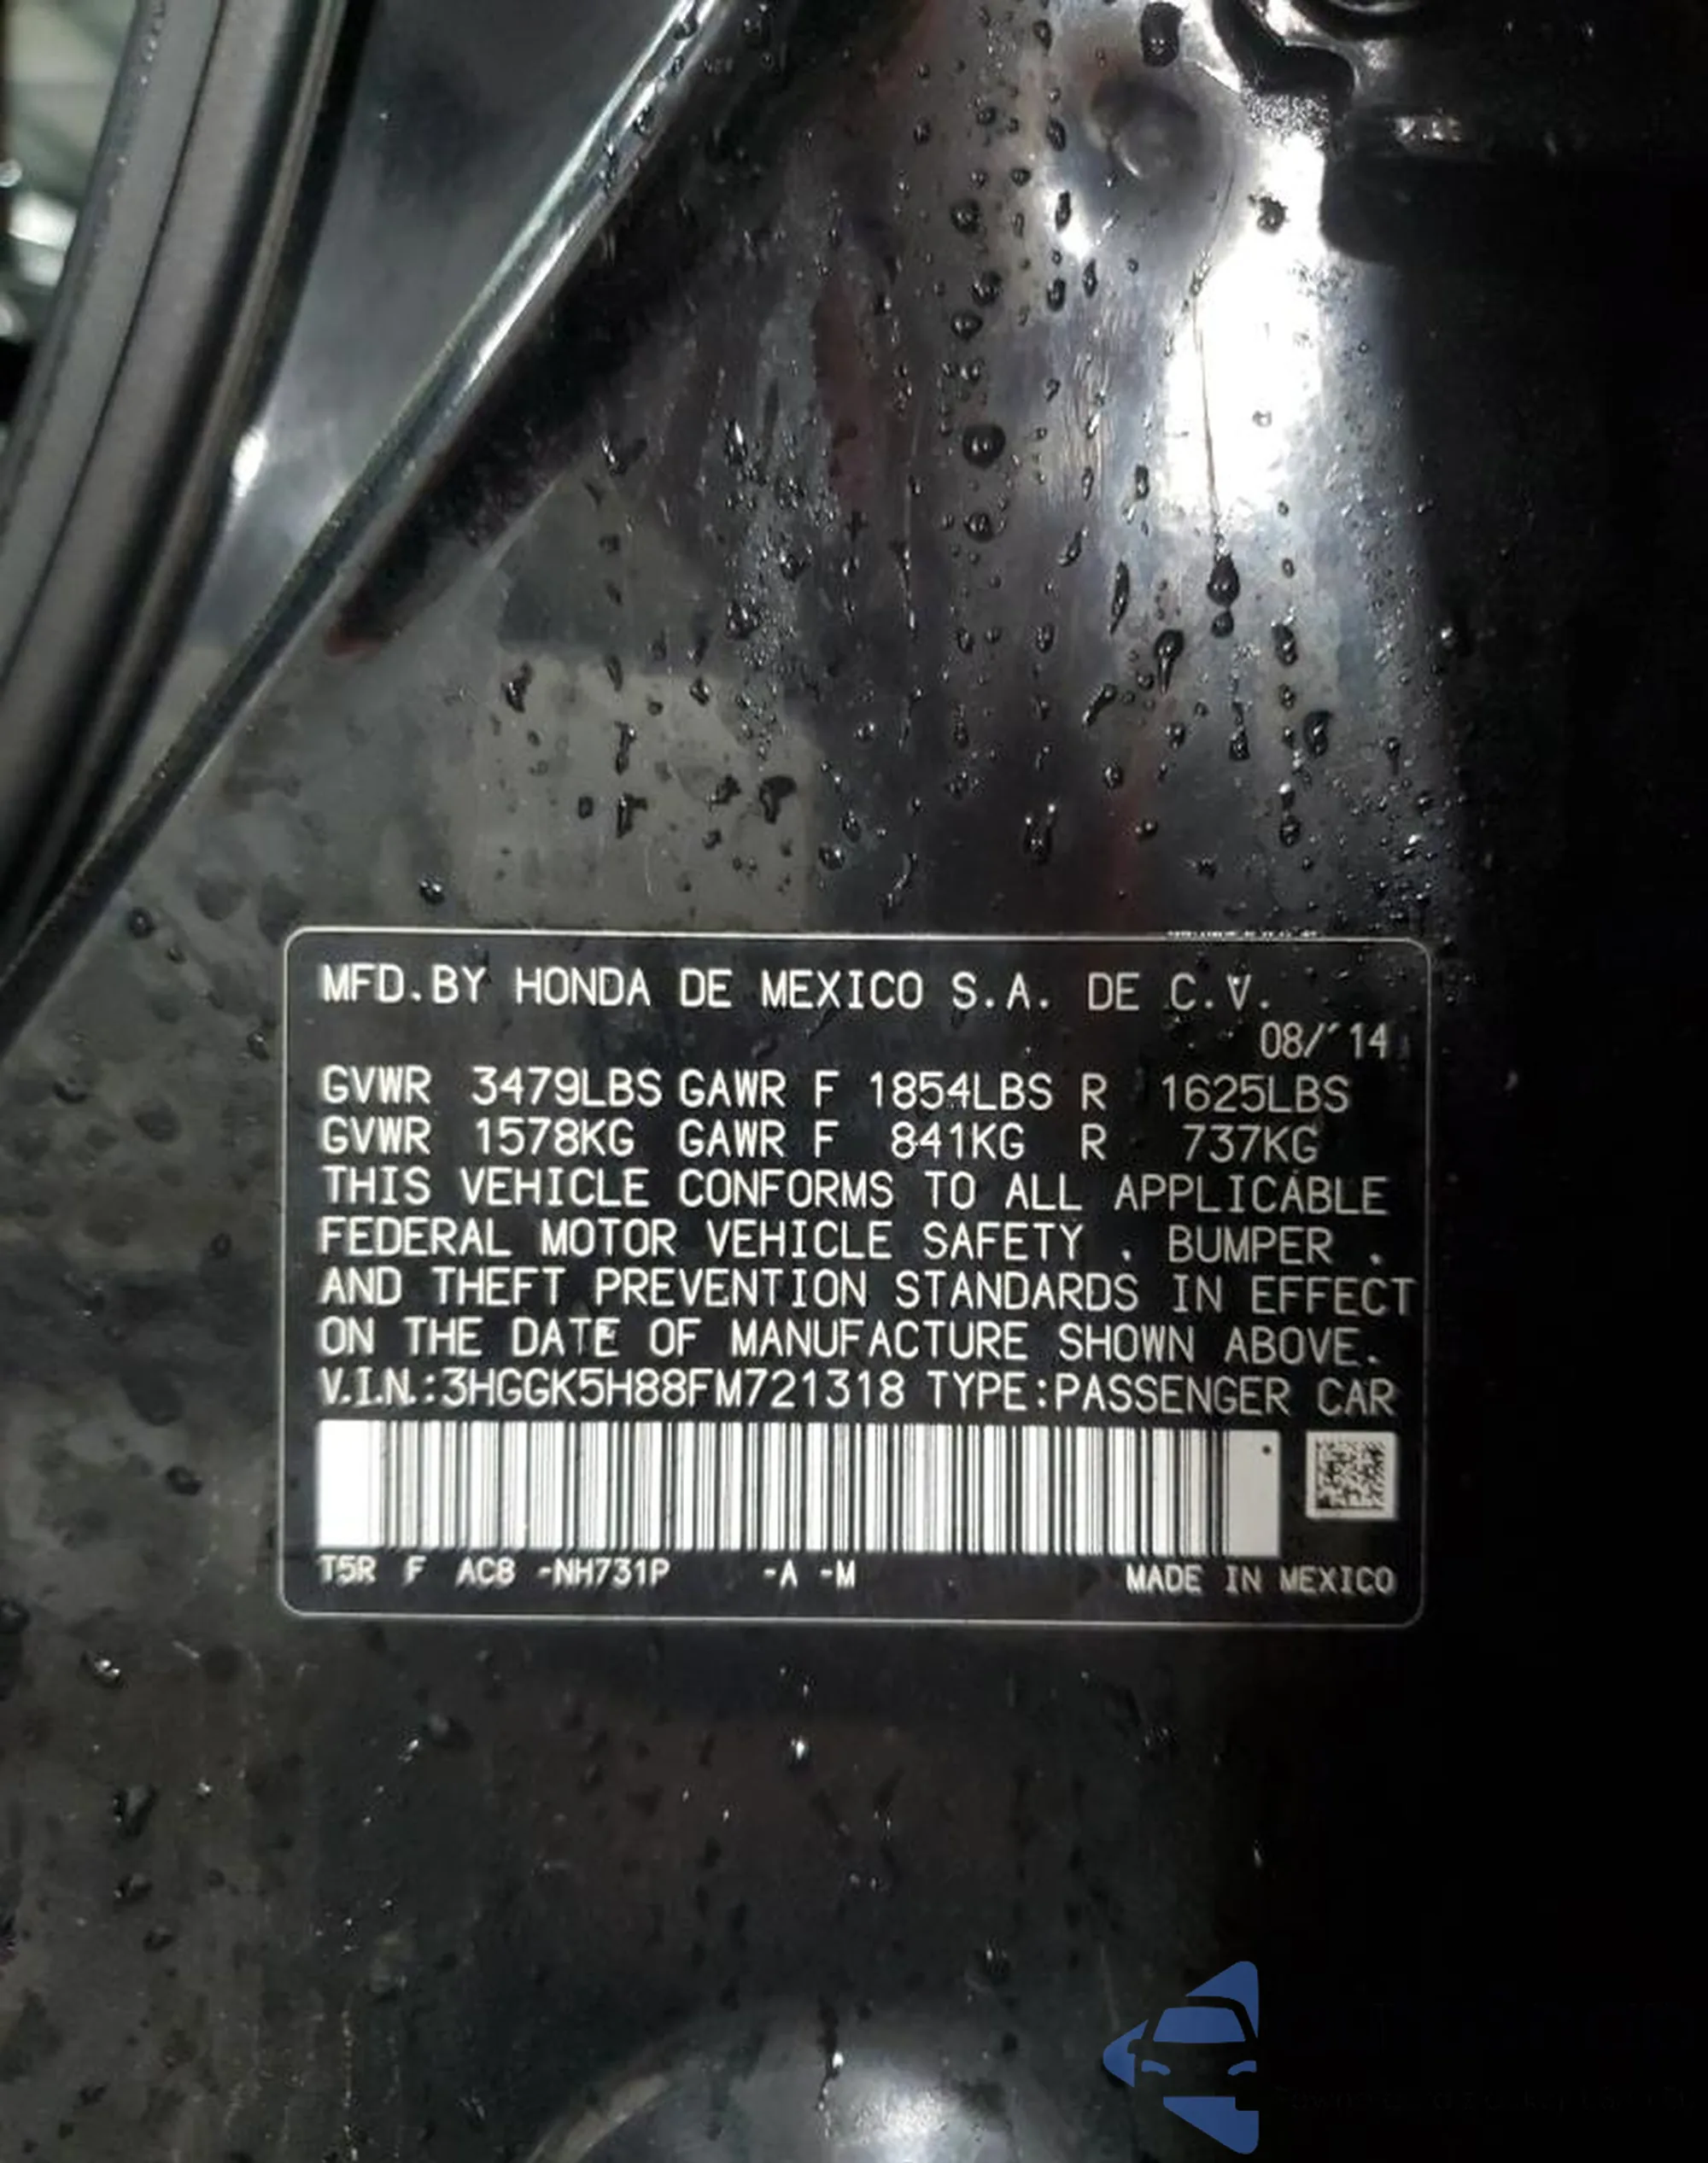 MFD.BY HONDA DE MEXICO S.A. DE C.V.
08/'14
GVWR 3479LBS GAWR F 1854LBS R 1625LBS
GVWR 1578KG GAWR F 841KG R 737KG
THIS VEHICLE CONFORMS TO ALL APPLICABLE
FEDERAL MOTOR VEHICLE SAFETY , BUMPER ,
AND THEFT PREVENTION STANDARDS IN EFFECT
ON THE DATE OF MANUFACTURE SHOWN ABOVE.
V.I.N.:3HGGK5H88FM721318 TYPE:PASSENGER CAR
T5R F AC8 -NH731P -A -M MADE IN MEXICO